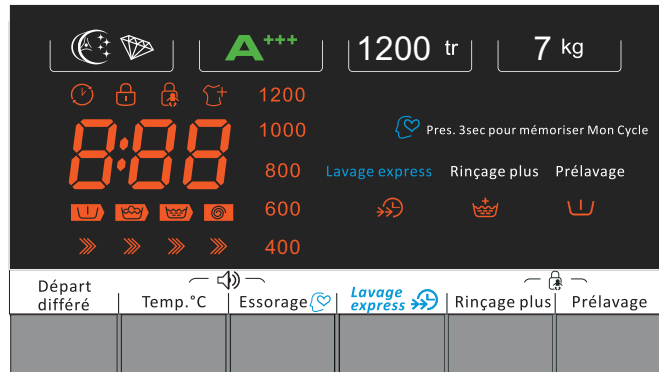 A+++
1200 tr
7 kg
1200
1000
Pres. 3sec pour mémoriser Mon Cycle
8:88
800
Lavage express Rinçage plus Prélavage
600
400
Départ différé
Temp.°C
Essorage
Lavage express
Rinçage plus
Prélavage